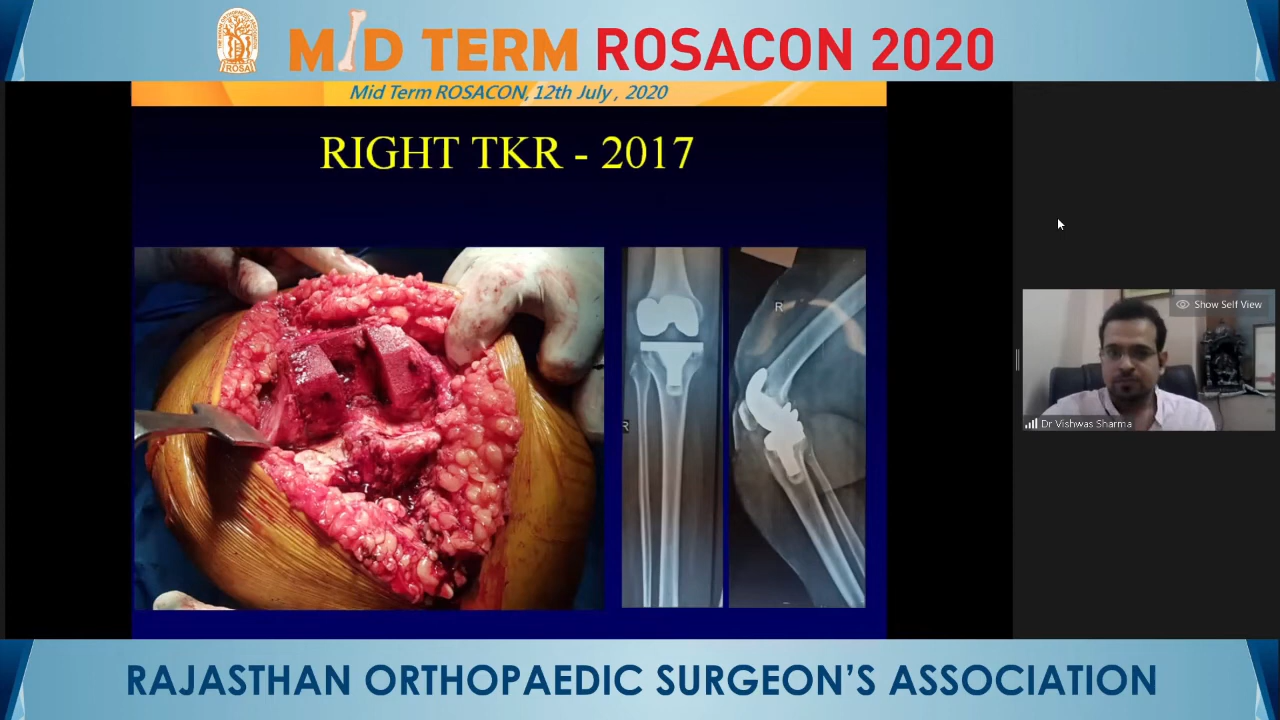 MID TERM ROSACON 2020
ROSA
Mid Term ROSACON, 12th July , 2020
RIGHT TKR - 2017
R
R
Show Self View
Dr Vishwas Sharma
RAJASTHAN ORTHOPAEDIC SURGEON'S ASSOCIATION